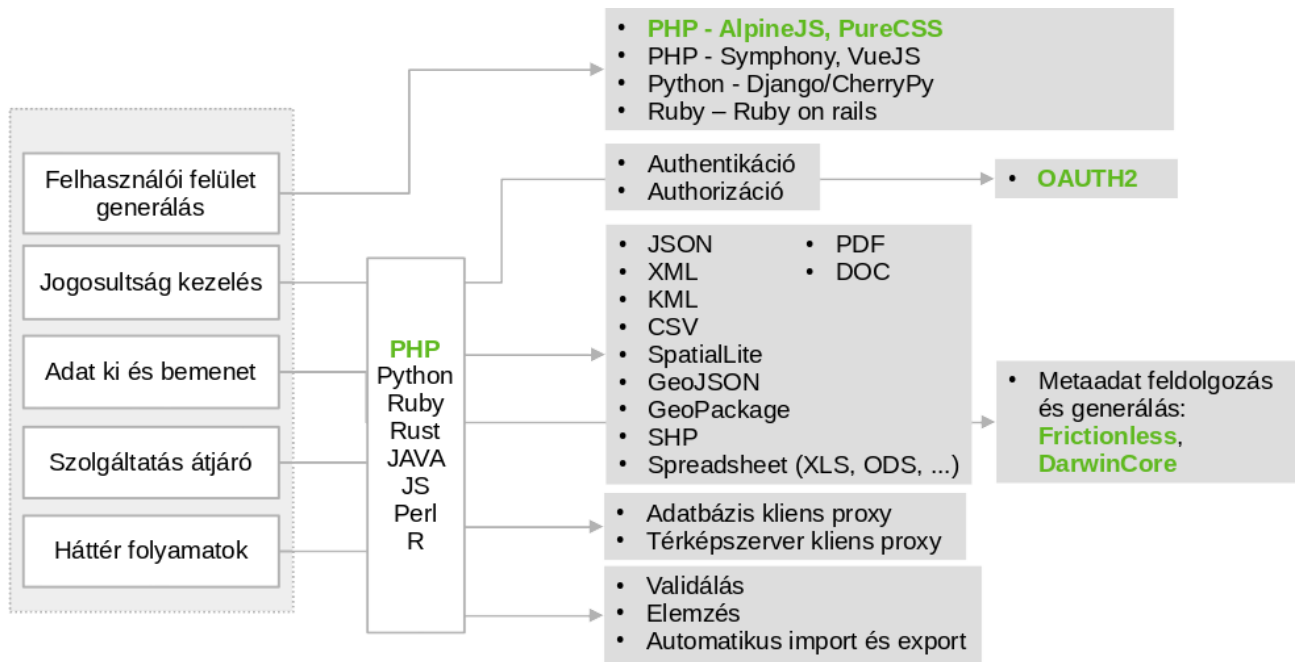 • PHP - AlpineJS, PureCSS
• PHP - Symphony, VueJS
• Python - Django/CherryPy
• Ruby – Ruby on rails
Felhasználói felület
generálás
Jogosultság kezelés
Adat ki és bemenet
Szolgáltatás átjáró
Háttér folyamatok
PHP
Python
Ruby
Rust
JAVA
JS
Perl
R
• Authentikáció
• Authorizáció
• OAUTH2
• JSON
• XML
• KML
• CSV
• SpatialLite
• GeoJSON
• GeoPackage
• SHP
• Spreadsheet (XLS, ODS, ...)
• PDF
• DOC
• Metaadat feldolgozás
és generálás:
Frictionless,
DarwinCore
• Adatbázis kliens proxy
• Térképszerver kliens proxy
• Validálás
• Elemzés
• Automatikus import és export